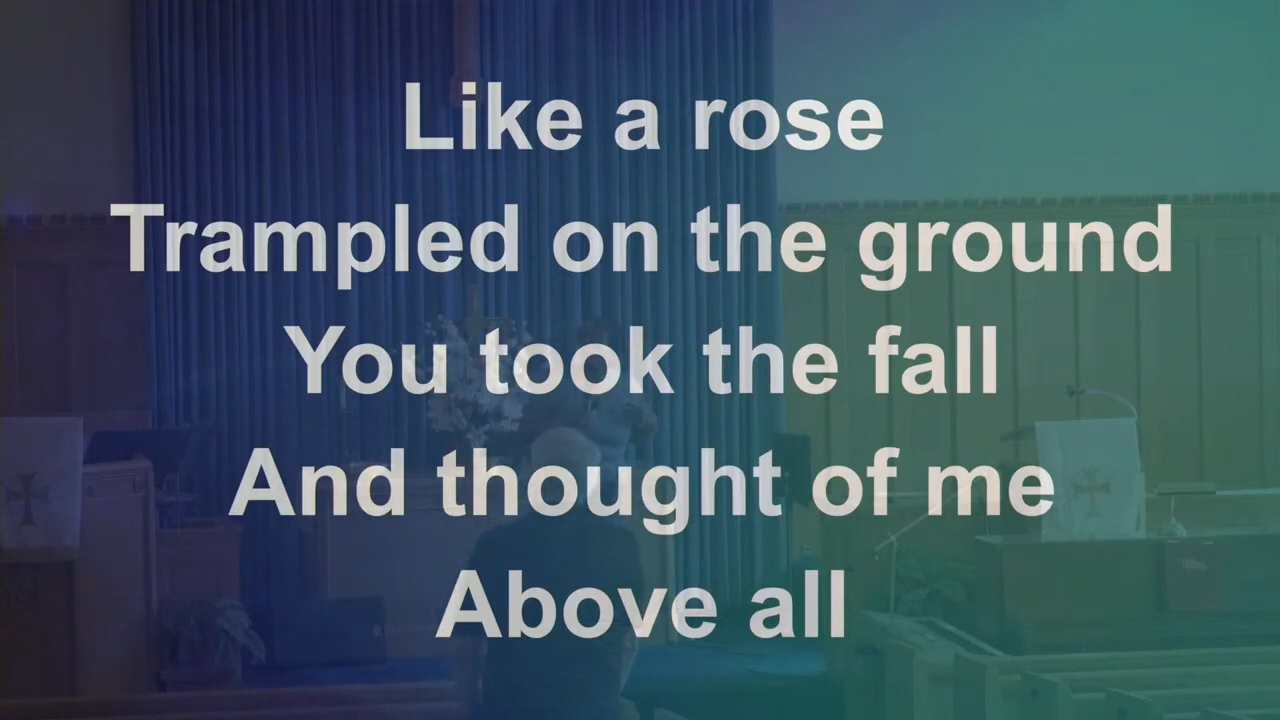 Like a rose
Trampled on the ground
You took the fall
And thought of me
Above all